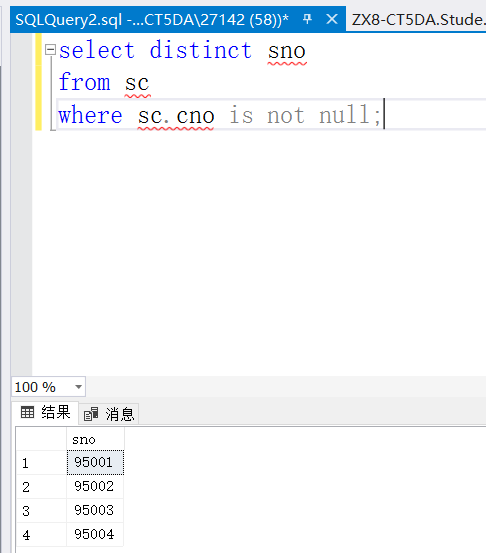 SQLQuery2.sql -...CT5DA\27142 (58))* ZX8-CT5DA.Stude.
select distinct sno
from sc
where sc.cno is not null;
100 %
结果 消息
sno
1 95001
2 95002
3 95003
4 95004